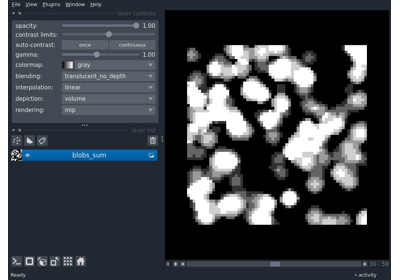 File View Plugins Window Help
layer controls
opacity: 1.00
contrast limits:
auto-contrast: once continuous
gamma: 1.00
colormap: gray
blending: translucent_no_depth
interpolation: linear
depiction: volume
rendering: mip
layer list
blobs_sum
30 59
Ready activity